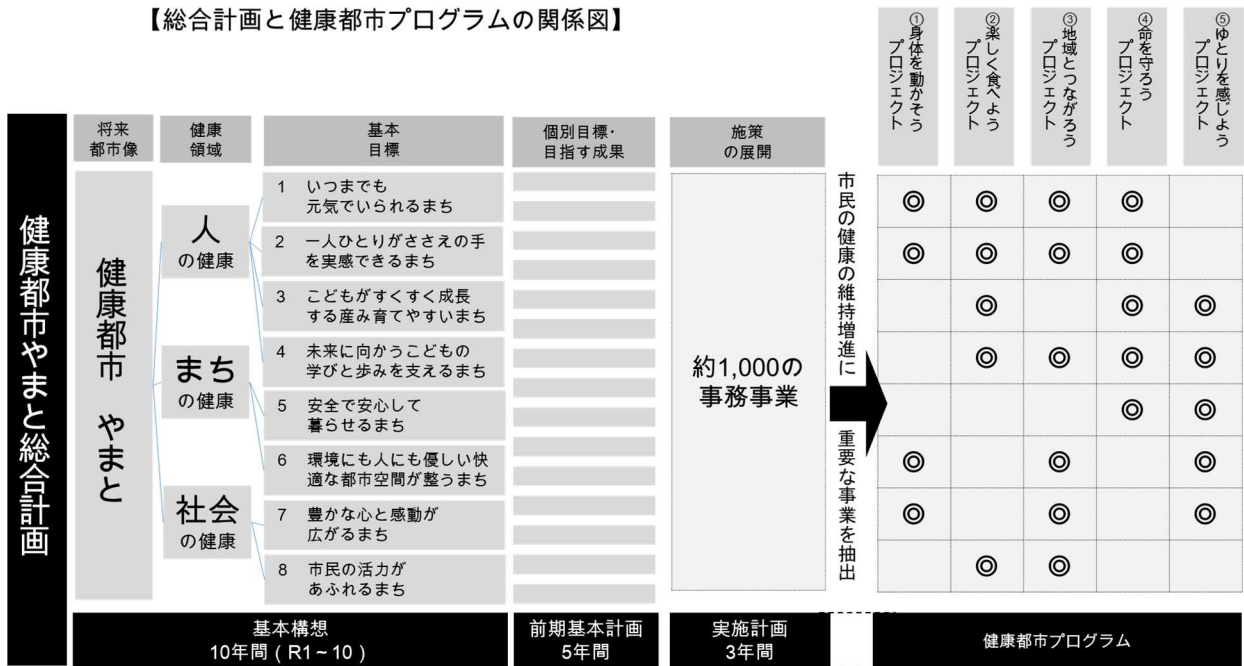 【総合計画と健康都市プログラムの関係図】
①身体を動かそう
プロジェクト
②楽しく食べよう
プロジェクト
③地域とつながろう
プロジェクト
④命を守ろう
プロジェクト
⑤ゆとりを感じよう
プロジェクト
健康都市やまと総合計画
将来
都市像
健康
領域
基本
目標
個別目標・
目指す成果
施策
の展開
健康都市 やまと
人
の健康
まち
の健康
社会
の健康
1 いつまでも
元気でいられるまち
2 一人ひとりがささえの手
を実感できるまち
3 こどもがすくすく成長
する産み育てやすいまち
4 未来に向かうこどもの
学びと歩みを支えるまち
5 安全で安心して
暮らせるまち
6 環境にも人にも優しい快
適な都市空間が整うまち
7 豊かな心と感動が
広がるまち
8 市民の活力が
あふれるまち
約1,000の
事務事業
市民の健康の維持増進に
重要な事業を抽出
◎ ◎ ◎ ◎
◎ ◎ ◎ ◎
◎ ◎ ◎
◎ ◎ ◎ ◎
◎ ◎
◎ ◎ ◎
◎ ◎ ◎
◎ ◎
基本構想
10年間(R1~10)
前期基本計画
5年間
実施計画
3年間
健康都市プログラム